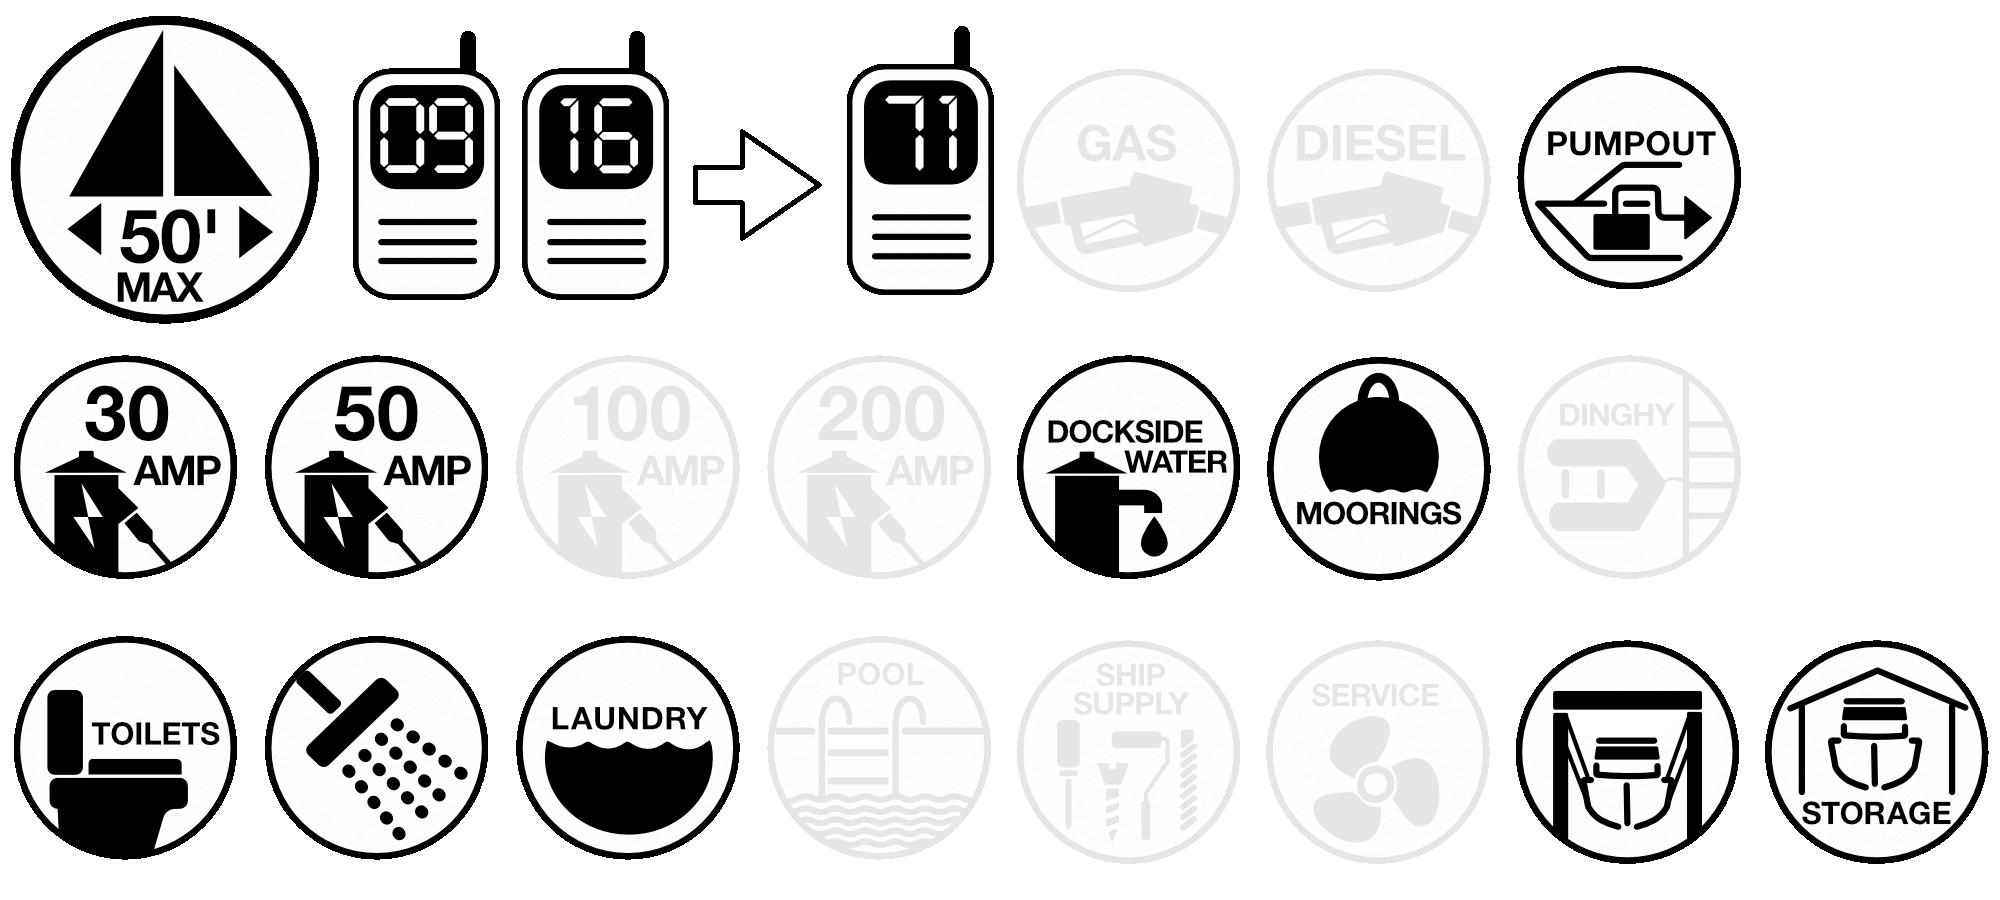 50'
MAX
09
16
71
GAS
DIESEL
PUMPOUT
30
AMP
50
AMP
100
AMP
200
AMP
DOCKSIDE
WATER
MOORINGS
DINGHY
TOILETS
LAUNDRY
POOL
SHIP
SUPPLY
SERVICE
STORAGE